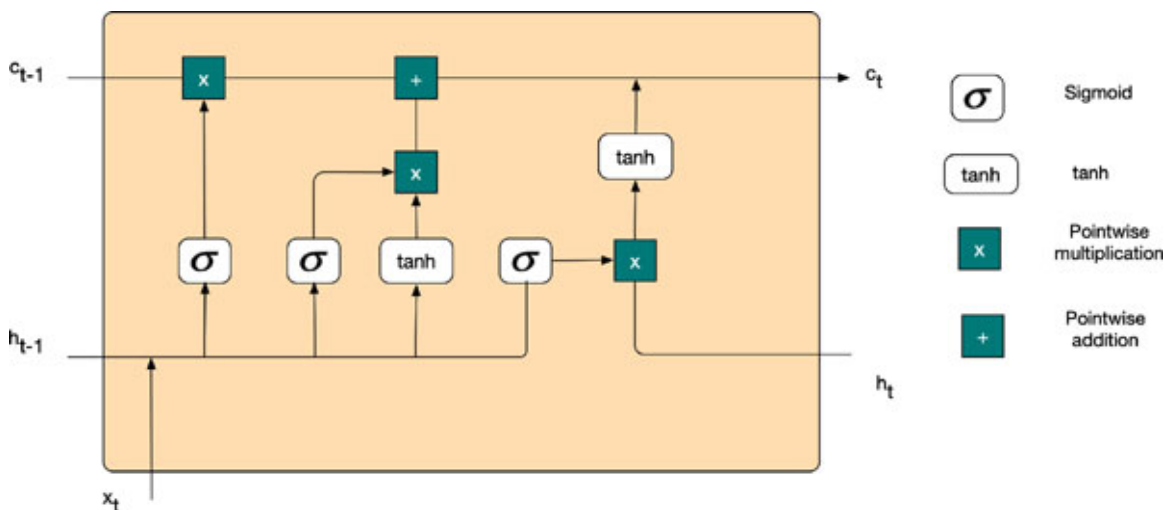 c_t-1
x
+
c_t
x
tanh
σ
σ
tanh
σ
x
h_t-1
h_t
x_t
σ Sigmoid
tanh tanh
x Pointwise
multiplication
+ Pointwise
addition